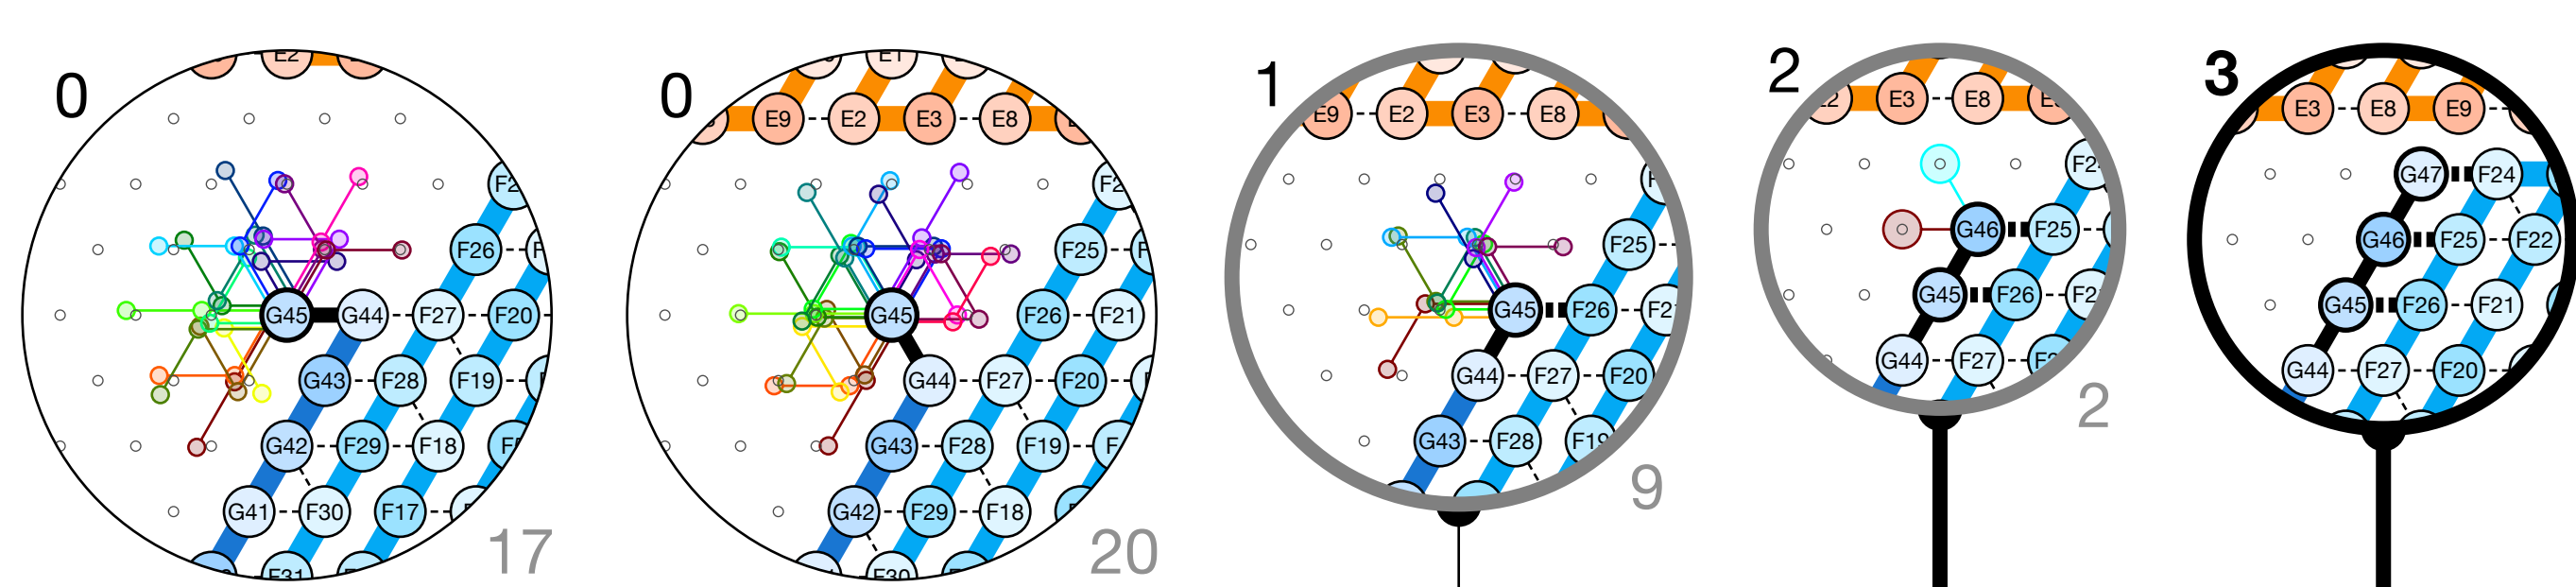 0
E2
F26
G45 G44 F27 F20
G43 F28 F19
G42 F29 F18
G41 F30 F17
F31
17
0
E1
E9 E2 E3 E8
F25
G45 F26 F21
G44 F27 F20
G43 F28 F19
G42 F29 F18
F30
20
1
E9 E2 E3 E8
F25
G45 F26
G44 F27 F20
G43 F28 F19
9
2
E3 E8
G46 F25
G45 F26
G44 F27
2
3
E3 E8 E9
G47 F24
G46 F25 F22
G45 F26 F21
G44 F27 F20